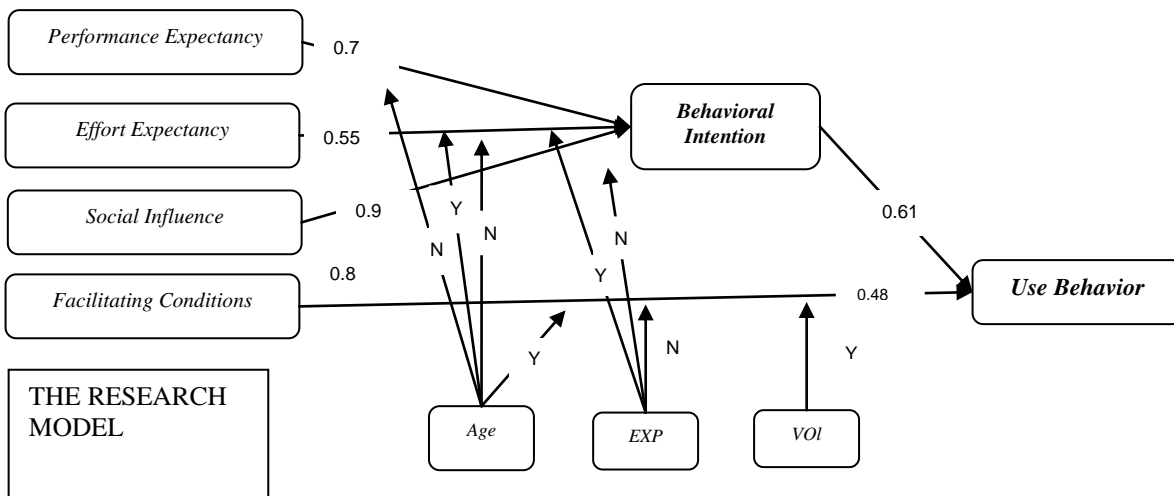 Performance Expectancy
0.7
Behavioral
Intention
Effort Expectancy
0.55
Social Influence
0.9
Y
N
N
N
Y
0.61
0.8
Facilitating Conditions
0.48
Use Behavior
Y
N
Y
THE RESEARCH
MODEL
Age
EXP
VOl